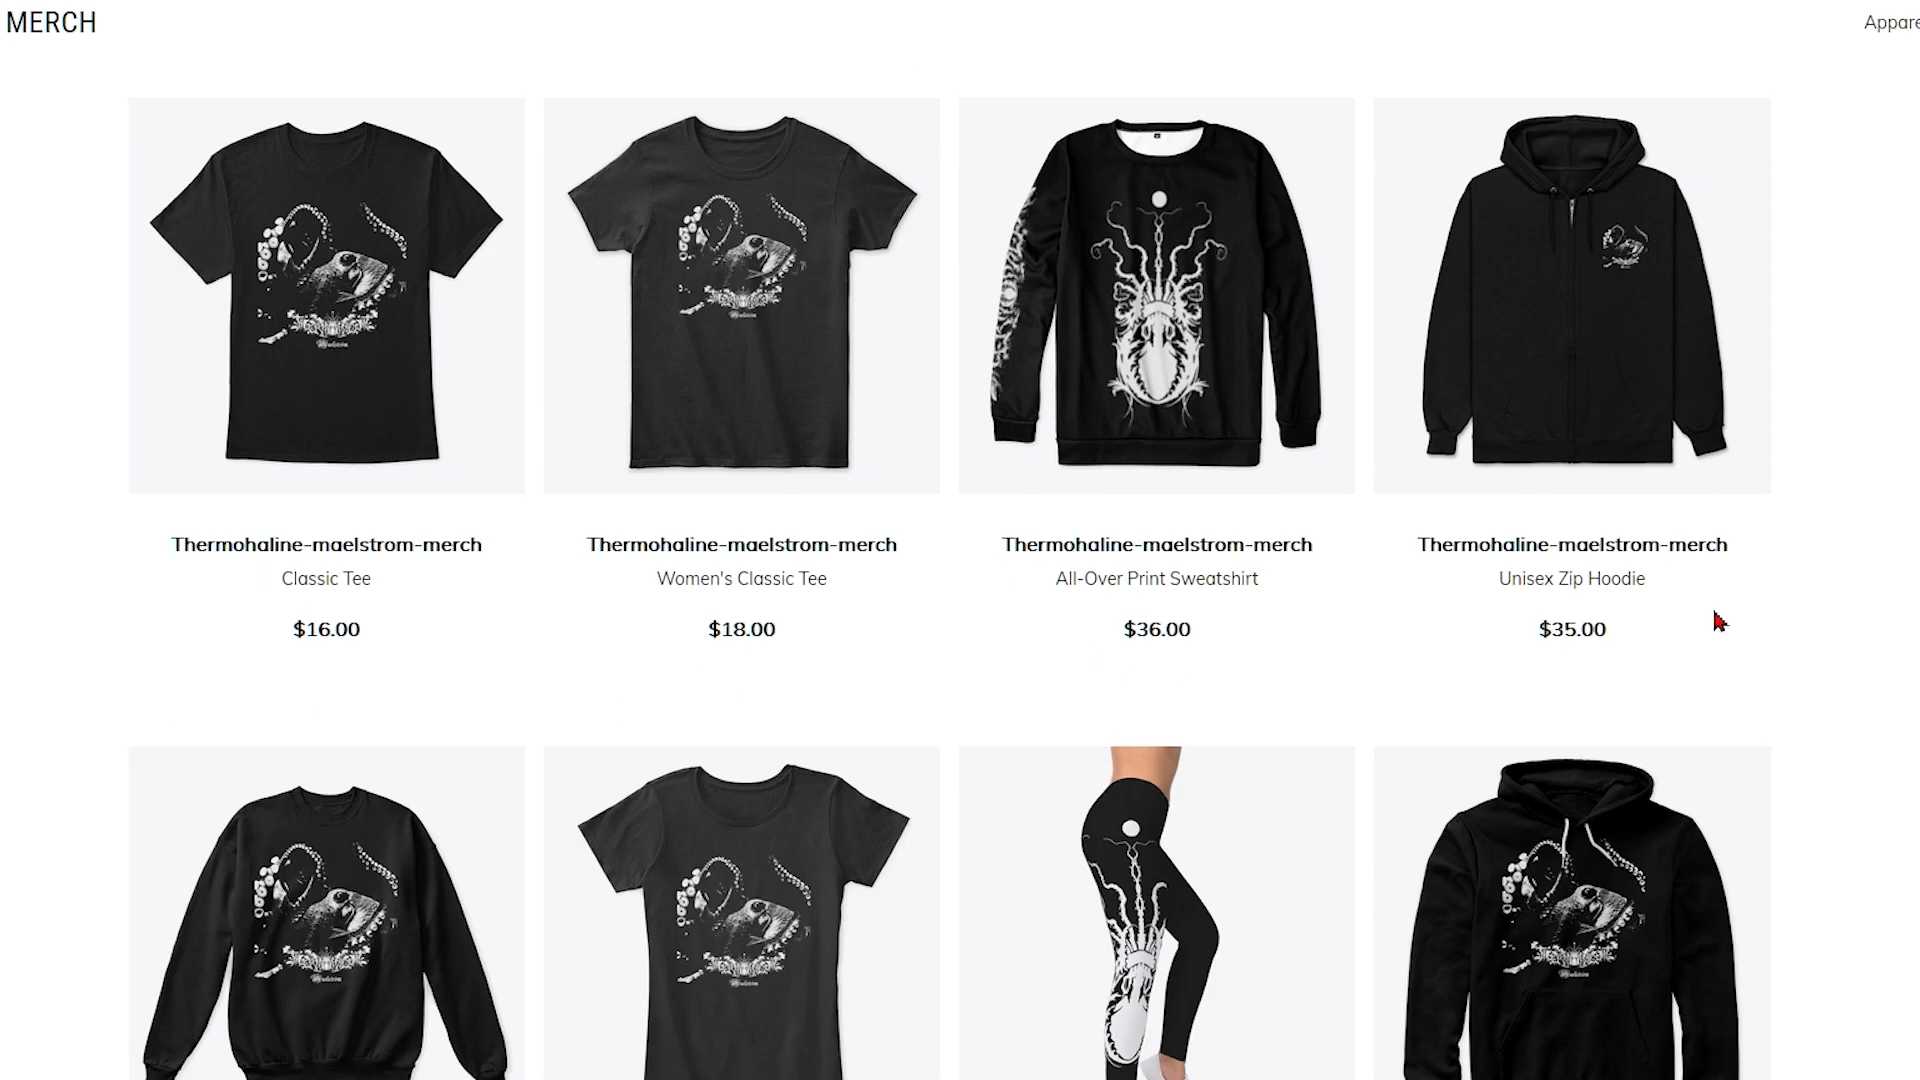 MERCH
Appare
Thermohaline-maelstrom-merch
Classic Tee
$16.00
Thermohaline-maelstrom-merch
Women's Classic Tee
$18.00
Thermohaline-maelstrom-merch
All-Over Print Sweatshirt
$36.00
Thermohaline-maelstrom-merch
Unisex Zip Hoodie
$35.00